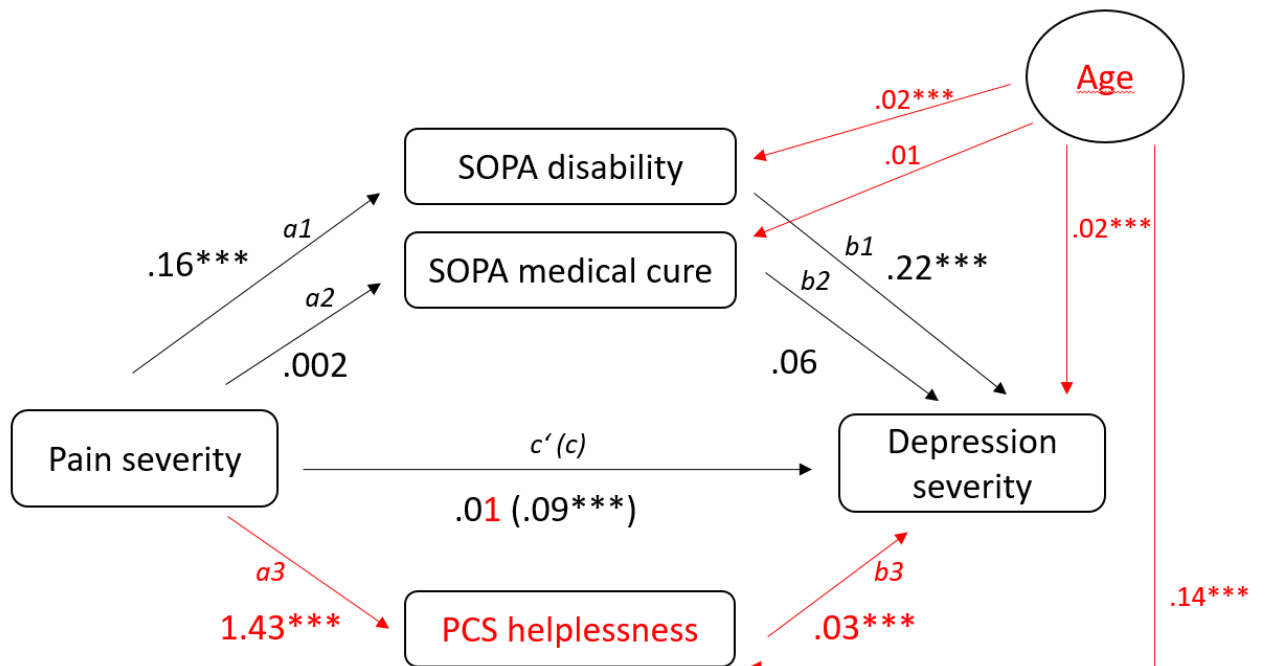 Age
.02***
.01
SOPA disability
.02***
a1
b1
.16***
.22***
SOPA medical cure
b2
a2
.002
.06
Pain severity
c‘ (c)
Depression
severity
.01 (.09***)
a3
b3
1.43***
PCS helplessness
.03***
.14***